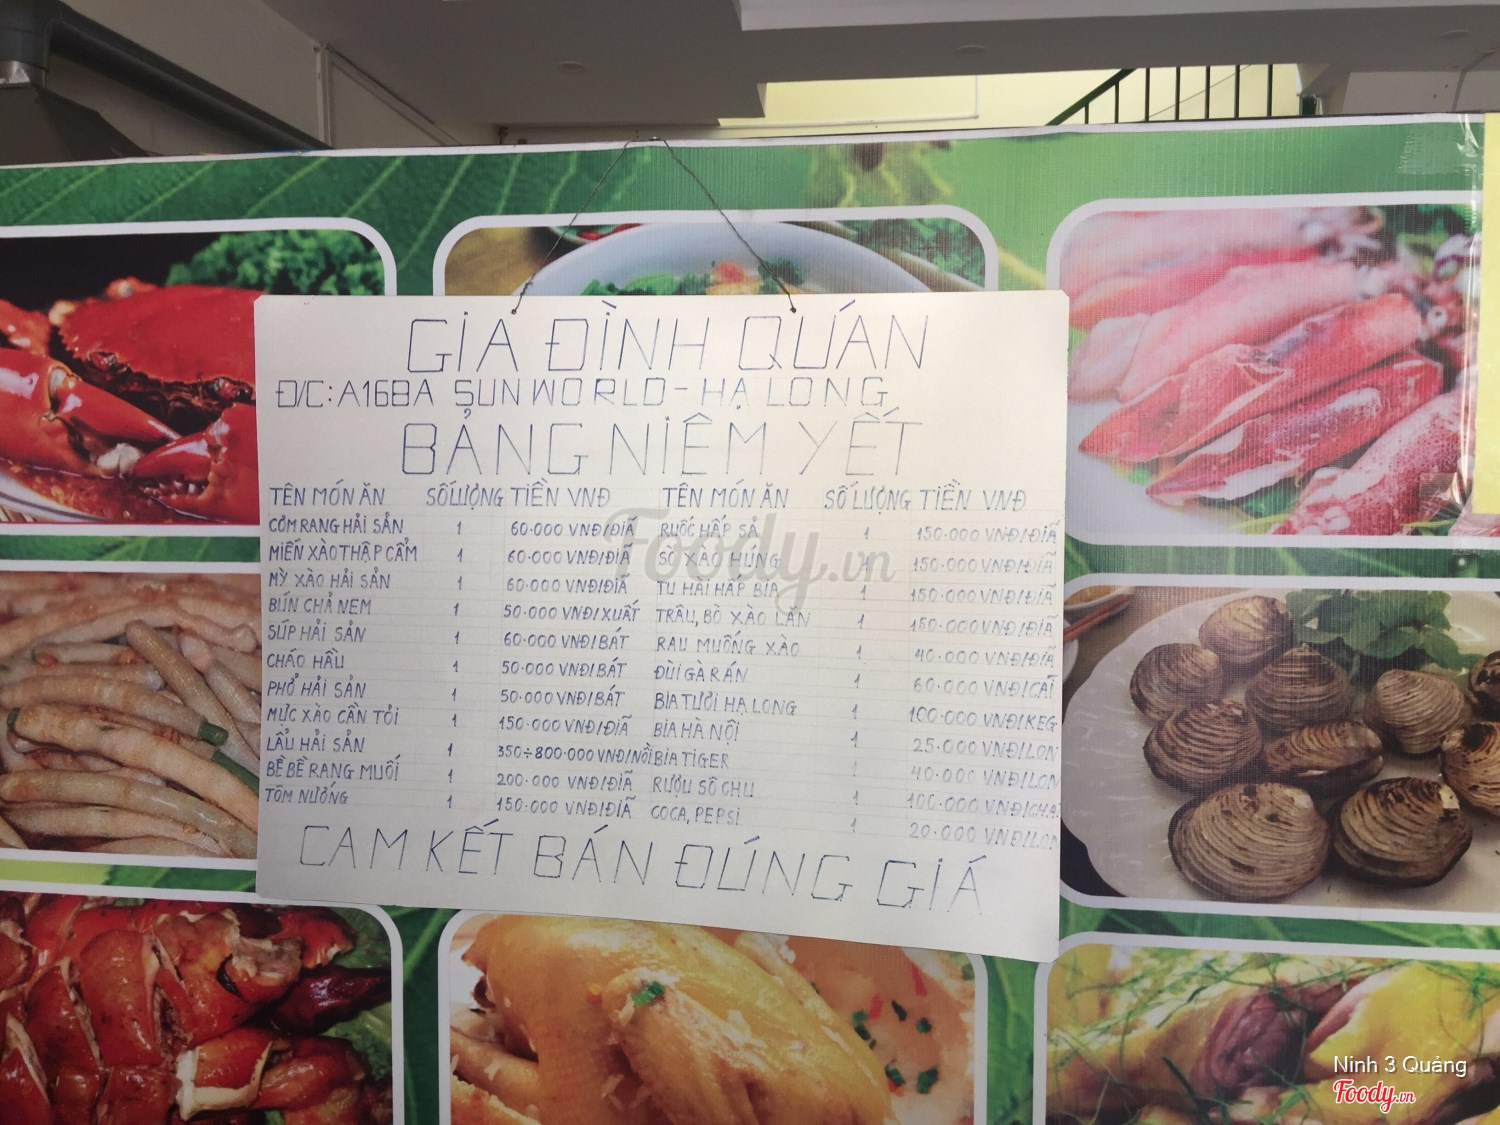 GIA ĐÌNH QUÁN
Đ/C: A168A SUN WORLD - HẠ LONG
BẢNG NIÊM YẾT
TÊN MÓN ĂN SỐ LƯỢNG TIỀN VNĐ TÊN MÓN ĂN SỐ LƯỢNG TIỀN VNĐ
CƠM RANG HẢI SẢN 1 60.000 VNĐ/ĐĨA RUỐC HẤP SẢ 1 150.000 VNĐ/ĐĨA
MIẾN XÀO THẬP CẨM 1 60.000 VNĐ/ĐĨA SÒ XÀO HÚNG 1 150.000 VNĐ/ĐĨA
MỲ XÀO HẢI SẢN 1 60.000 VNĐ/ĐĨA TU HÀI HẤP BIA 1 150.000 VNĐ/ĐĨA
BÚN CHẢ NEM 1 50.000 VNĐ/XUẤT TRÂU, BÒ XÀO LĂN 1 150.000 VNĐ/ĐĨA
SÚP HẢI SẢN 1 60.000 VNĐ/BÁT RAU MUỐNG XÀO 1 40.000 VNĐ/ĐĨA
CHÁO HÀU 1 50.000 VNĐ/BÁT ĐÙI GÀ RÁN 1 60.000 VNĐ/CÁI
PHỞ HẢI SẢN 1 50.000 VNĐ/BÁT BIA TƯƠI HẠ LONG 1 100.000 VNĐ/KEG
MỰC XÀO CẦN TỎI 1 150.000 VNĐ/ĐĨA BIA HÀ NỘI 1 25.000 VNĐ/LON
LẨU HẢI SẢN 1 350÷800.000 VNĐ/NỒI BIA TIGER 1 40.000 VNĐ/LON
BỀ BỀ RANG MUỐI 1 200.000 VNĐ/ĐĨA RƯỢU SÔ CHU 1 100.000 VNĐ/CHAI
TÔM NƯỚNG 1 150.000 VNĐ/ĐĨA COCA, PEPSI 1 20.000 VNĐ/LON
CAM KẾT BÁN ĐÚNG GIÁ
Foody.vn
Ninh 3 Quảng
Foody.vn